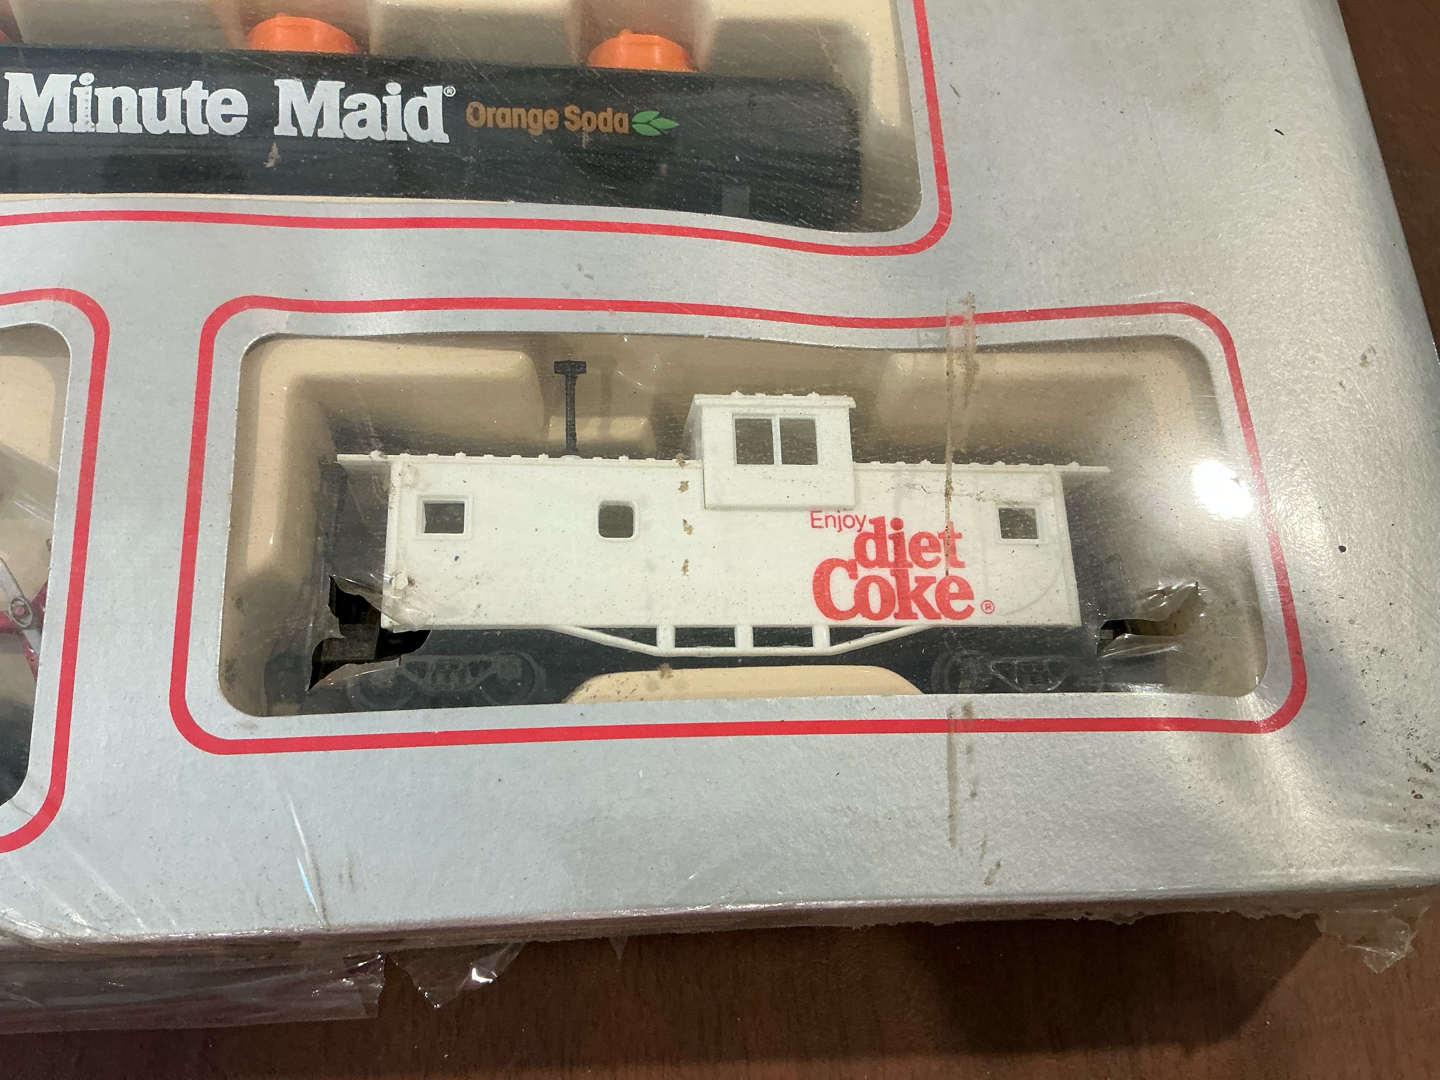 Minute Maid® Orange Soda
Enjoy
diet
Coke®